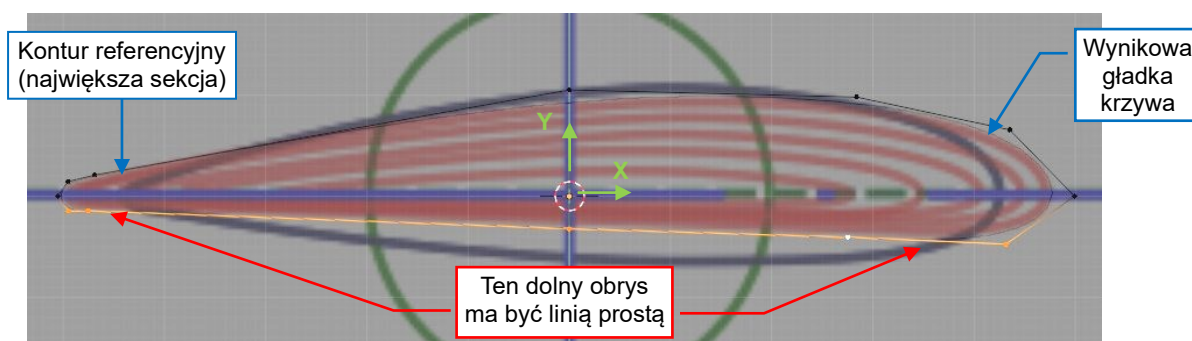 Kontur referencyjny
(największa sekcja)
Wynikowa
gładka
krzywa
Y
X
Ten dolny obrys
ma być linią prostą